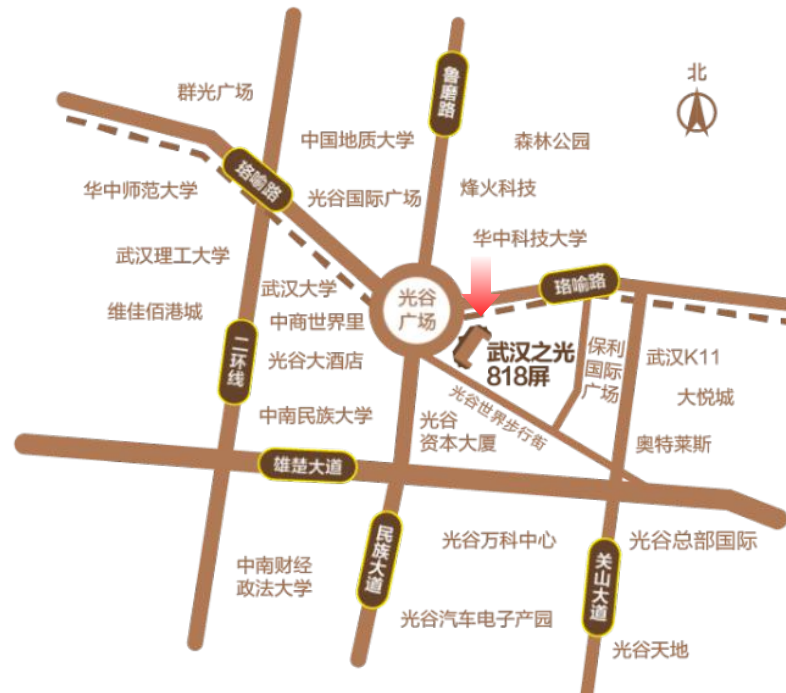 北
群光广场
鲁磨路
中国地质大学
森林公园
珞喻路
华中师范大学
光谷国际广场
烽火科技
武汉理工大学
华中科技大学
武汉大学
光谷
广场
珞喻路
维佳佰港城
中商世界里
二环线
光谷大酒店
武汉之光
818屏
保利
国际
广场
武汉K11
大悦城
中南民族大学
光谷
资本大厦
光谷世界步行街
奥特莱斯
雄楚大道
民族大道
光谷万科中心
关山大道
光谷总部国际
中南财经
政法大学
光谷汽车电子产园
光谷天地